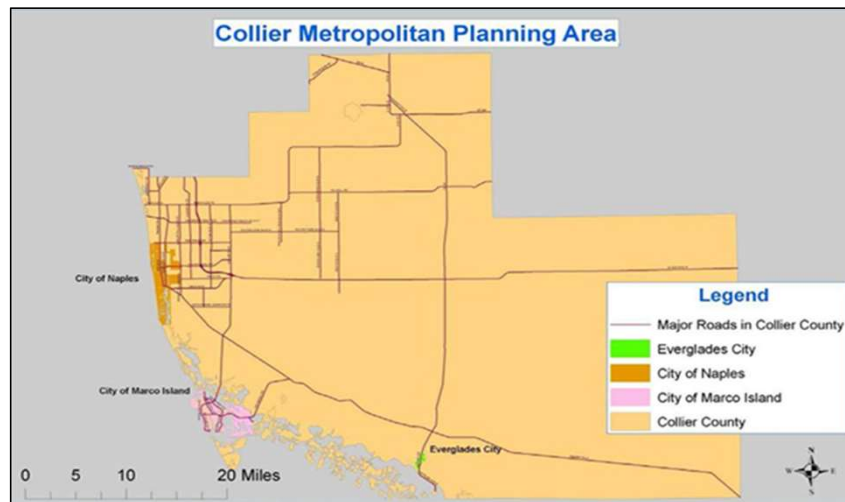 Collier Metropolitan Planning Area
City of Naples
City of Marco Island
Everglades City
Legend
Major Roads in Collier County
Everglades City
City of Naples
City of Marco Island
Collier County
0 5 10 20 Miles
N
W E
S